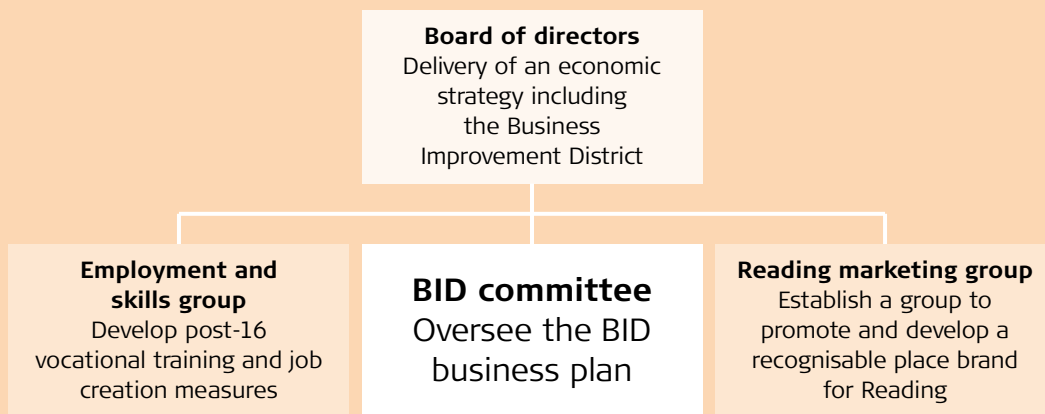 Board of directors
Delivery of an economic
strategy including
the Business
Improvement District
Employment and
skills group
Develop post-16
vocational training and job
creation measures
BID committee
Oversee the BID
business plan
Reading marketing group
Establish a group to
promote and develop a
recognisable place brand
for Reading